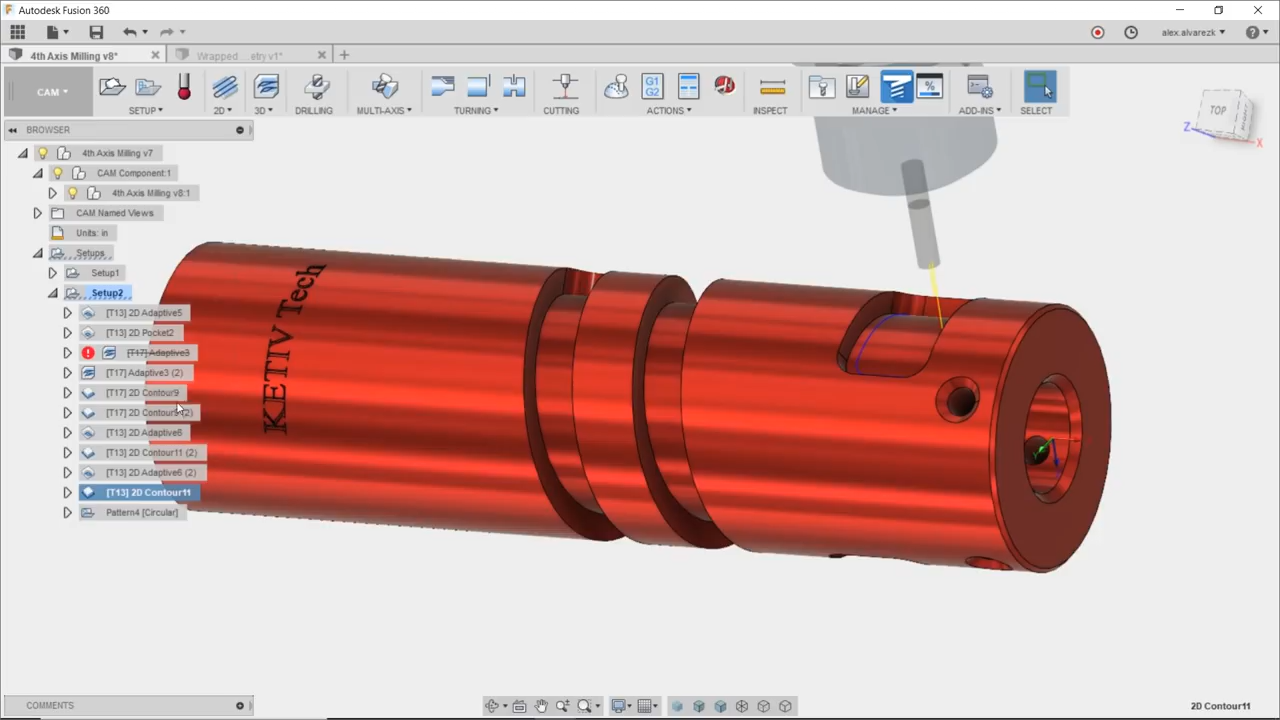 Autodesk Fusion 360
alex.alvarezk
4th Axis Milling v8*
Wrapped etry v1*
CAM
SETUP
2D
3D
DRILLING
MULTI-AXIS
TURNING
CUTTING
G1
G2
ACTIONS
INSPECT
MANAGE
ADD-INS
SELECT
TOP
Z
X
BROWSER
4th Axis Milling v7
CAM Component:1
4th Axis Milling v8:1
CAM Named Views
Units: in
Setups
Setup1
Setup2
[T13] 2D Adaptive5
[T13] 2D Pocket2
[T17] Adaptive3
[T17] Adaptive3 (2)
[T17] 2D Contour9
[T17] 2D Contour9 (2)
[T13] 2D Adaptive6
[T13] 2D Contour11 (2)
[T13] 2D Adaptive6 (2)
[T13] 2D Contour11
Pattern4 [Circular]
KETIV Tech
COMMENTS
2D Contour11